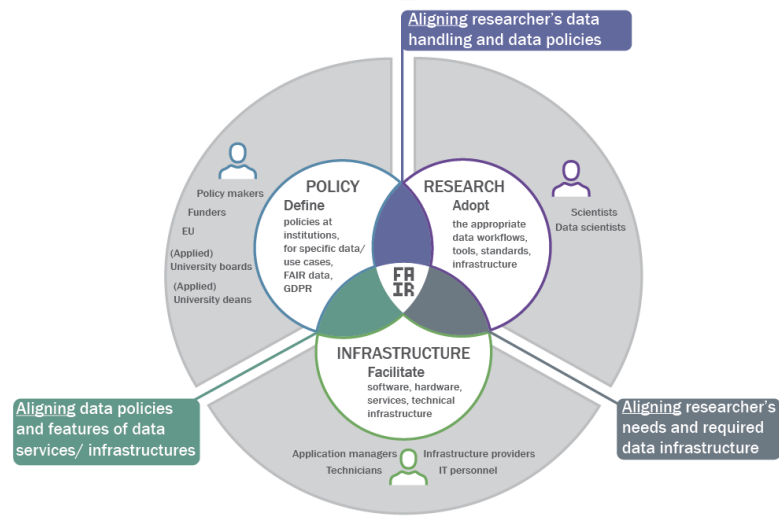 Aligning researcher's data
handling and data policies
Policy makers
Funders
EU
(Applied)
University boards
(Applied)
University deans
POLICY
Define
policies at
institutions,
for specific data/
use cases,
FAIR data,
GDPR
RESEARCH
Adopt
the appropriate
data workflows,
tools, standards,
infrastructure
Scientists
Data scientists
FA
IR
INFRASTRUCTURE
Facilitate
software, hardware,
services, technical
infrastructure
Aligning data policies
and features of data
services/ infrastructures
Aligning researcher's
needs and required
data infrastructure
Application managers
Technicians
Infrastructure providers
IT personnel